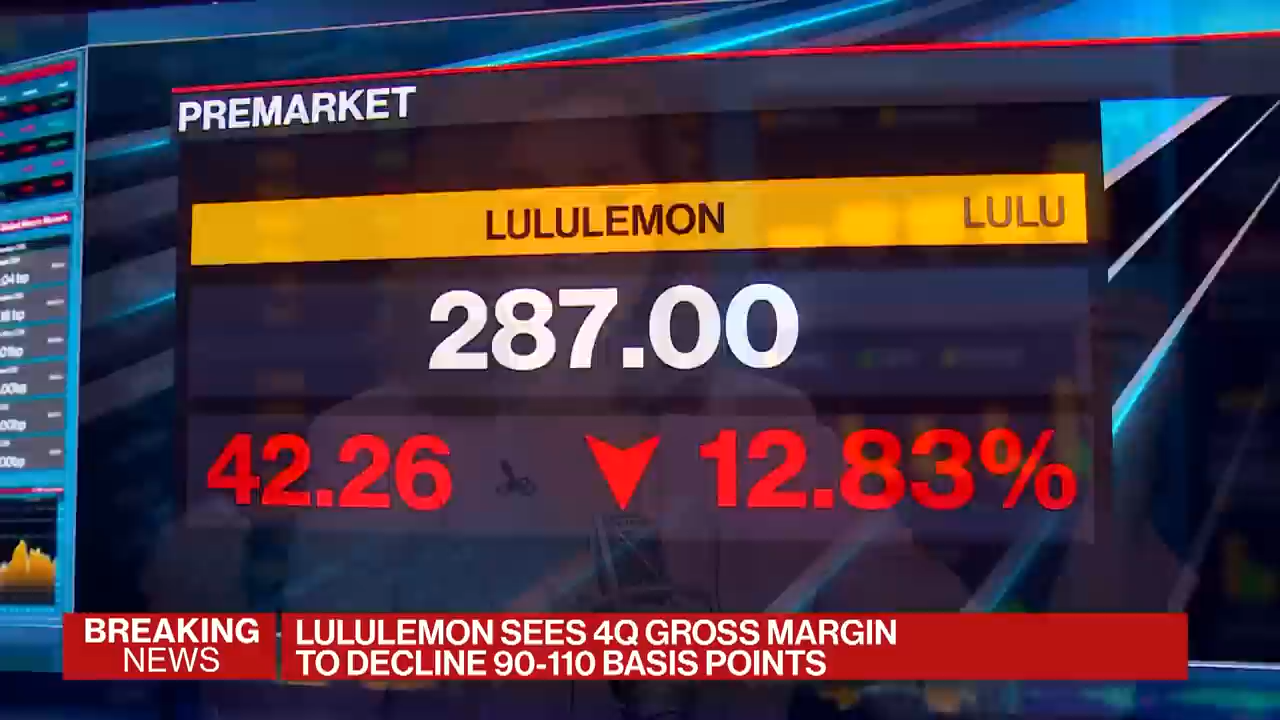 PREMARKET
LULULEMON LULU
287.00
42.26 12.83%
BREAKING
NEWS
LULULEMON SEES 4Q GROSS MARGIN
TO DECLINE 90-110 BASIS POINTS